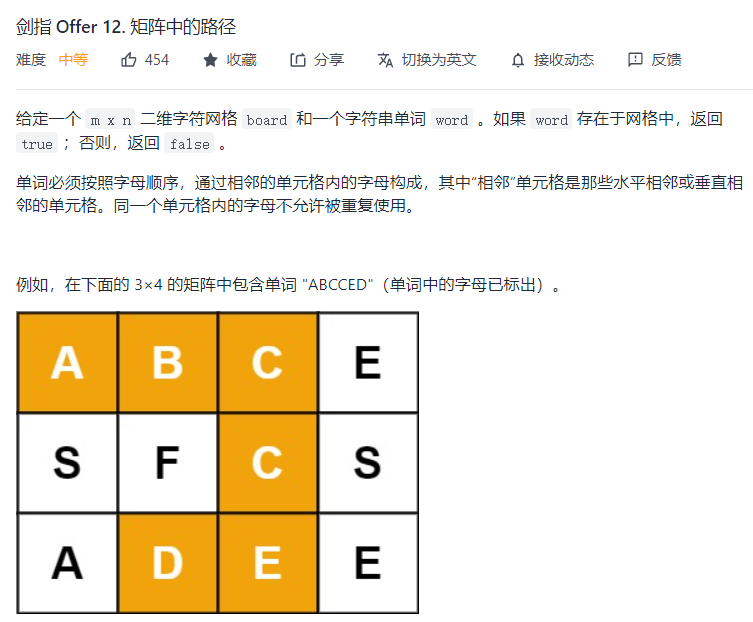 剑指 Offer 12. 矩阵中的路径
难度 中等 454 收藏 分享 切换为英文 接收动态 反馈
给定一个 m x n 二维字符网格 board 和一个字符串单词 word 。如果 word 存在于网格中，返回
true ；否则，返回 false 。
单词必须按照字母顺序，通过相邻的单元格内的字母构成，其中“相邻”单元格是那些水平相邻或垂直相
邻的单元格。同一个单元格内的字母不允许被重复使用。
例如，在下面的 3×4 的矩阵中包含单词 "ABCCED"（单词中的字母已标出）。
A B C E
S F C S
A D E E